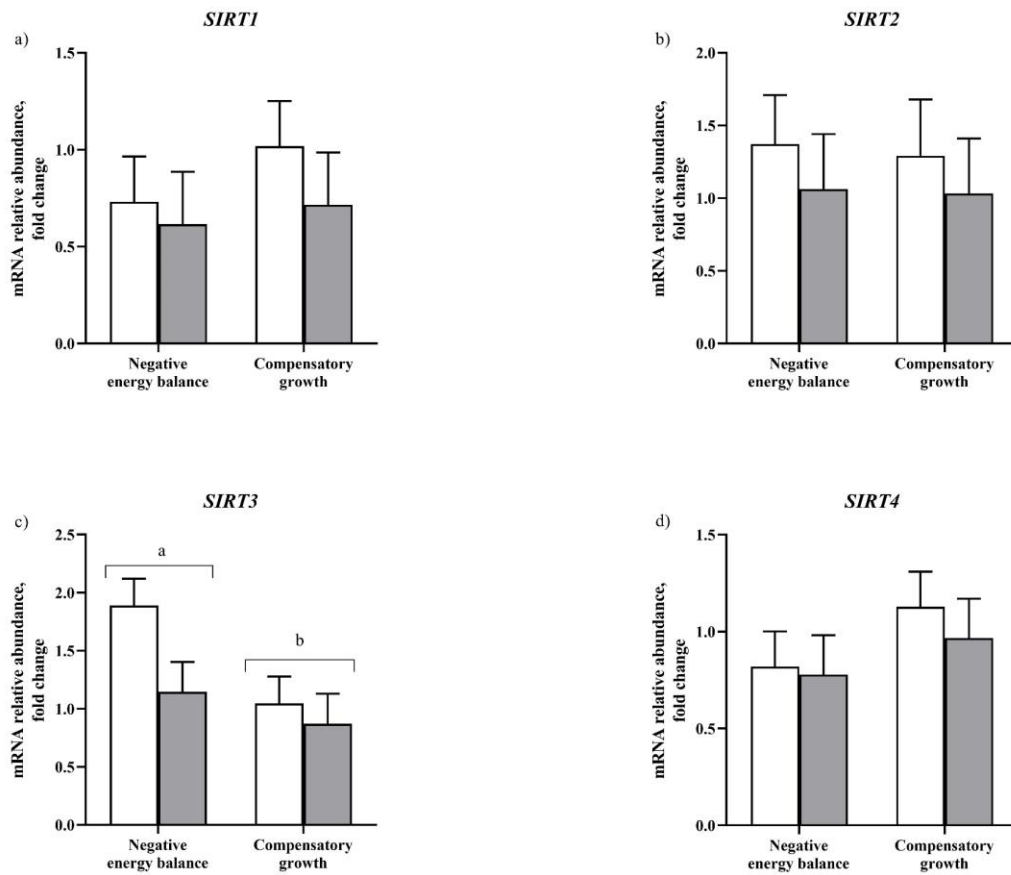 SIRT1
a)
1.5
1.0
0.5
0.0
mRNA relative abundance,
fold change
Negative
energy balance
Compensatory
growth
SIRT2
b)
2.0
1.5
1.0
0.5
0.0
mRNA relative abundance,
fold change
Negative
energy balance
Compensatory
growth
SIRT3
c)
2.5
2.0
1.5
1.0
0.5
0.0
a
b
mRNA relative abundance,
fold change
Negative
energy balance
Compensatory
growth
SIRT4
d)
1.5
1.0
0.5
0.0
mRNA relative abundance,
fold change
Negative
energy balance
Compensatory
growth